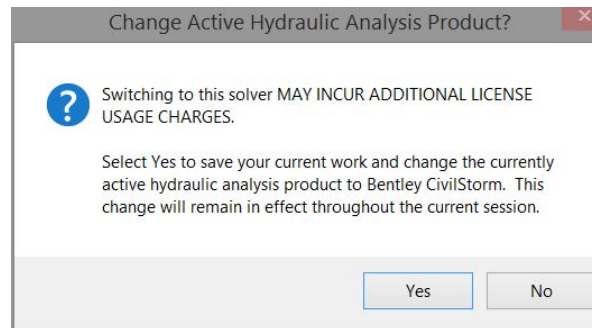 Change Active Hydraulic Analysis Product?
Switching to this solver MAY INCUR ADDITIONAL LICENSE
USAGE CHARGES.
Select Yes to save your current work and change the currently
active hydraulic analysis product to Bentley CivilStorm. This
change will remain in effect throughout the current session.
Yes
No